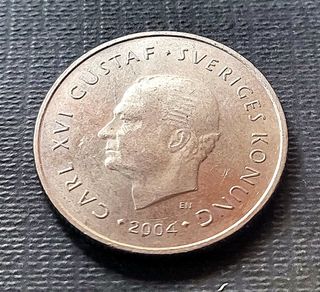 CARL XVI GUSTAF · SVERIGES KONUNG
· 2004 ·
EN